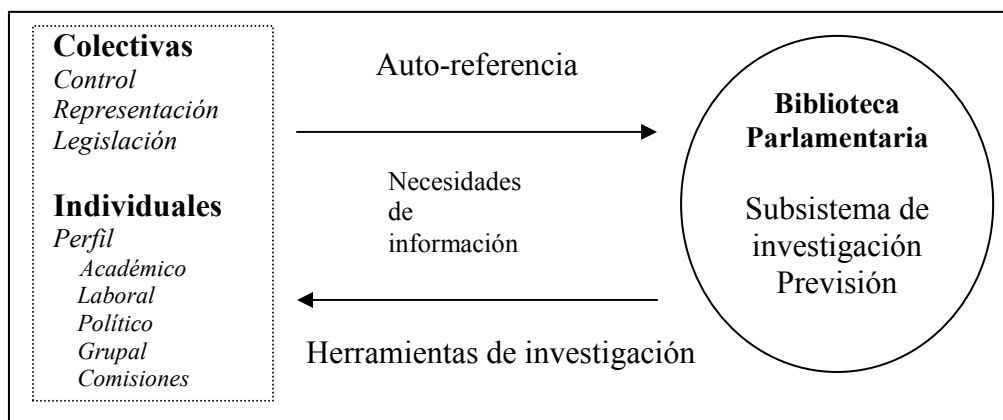 Colectivas
Control
Representación
Legislación
Individuales
Perfil
Académico
Laboral
Político
Grupal
Comisiones
Auto-referencia
Necesidades
de
información
Herramientas de investigación
Biblioteca
Parlamentaria
Subsistema de
investigación
Previsión